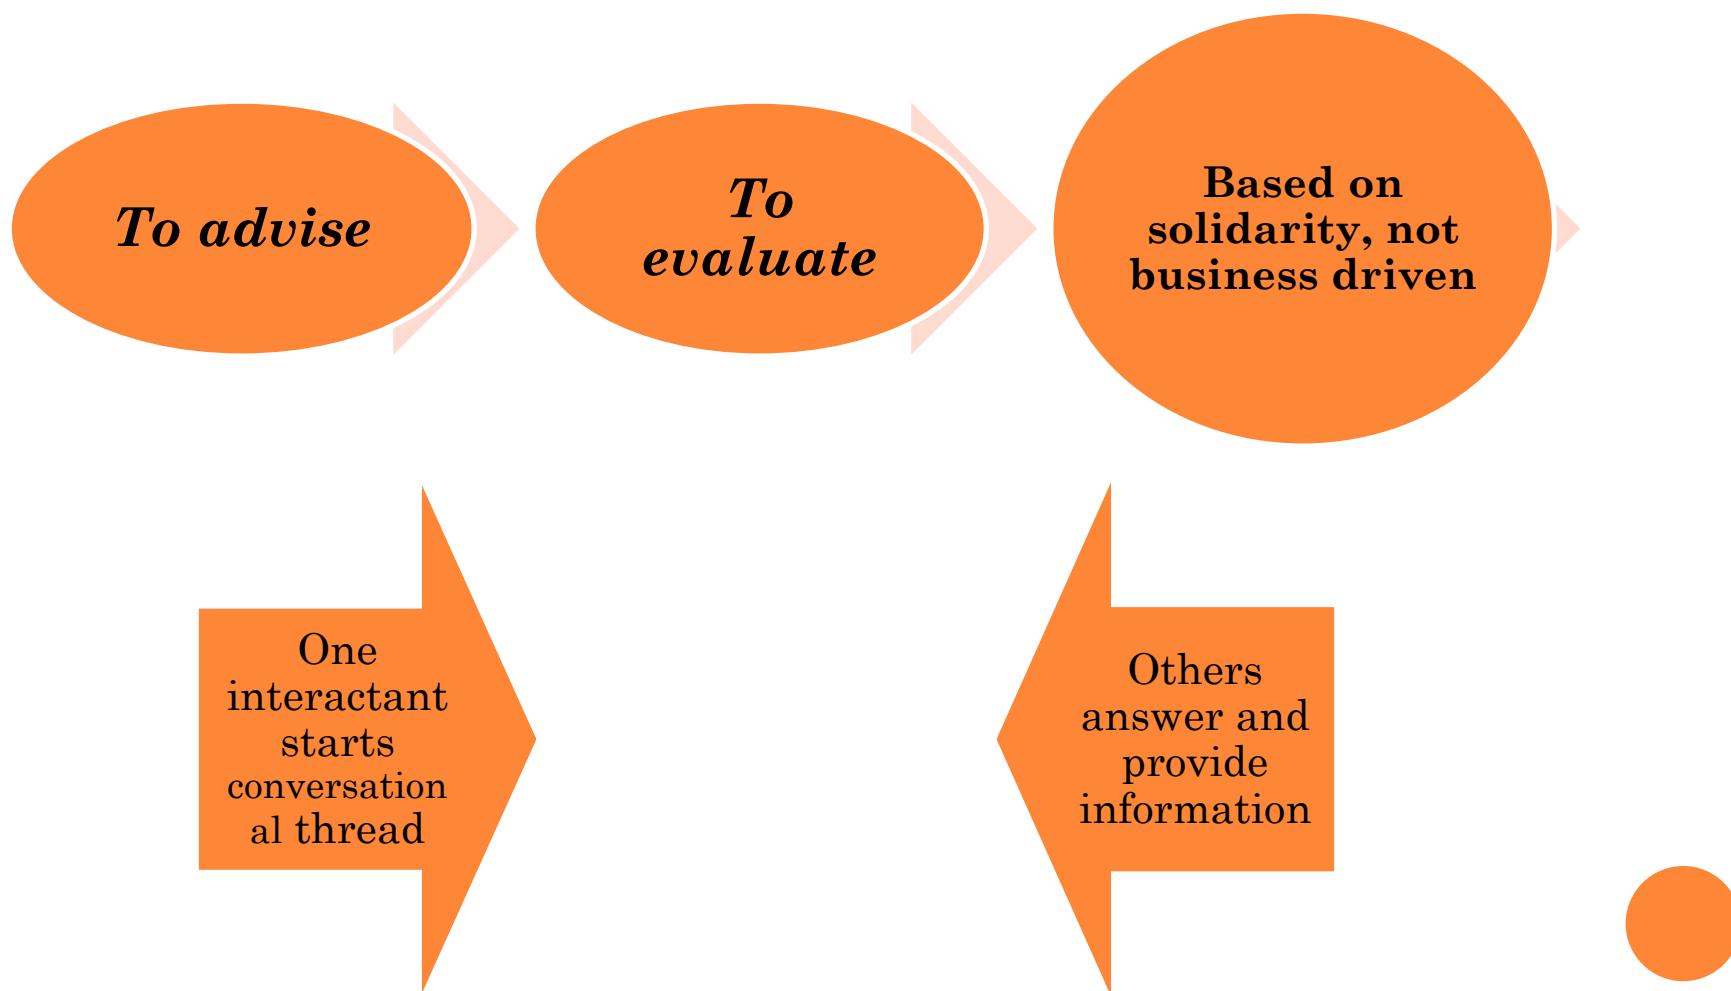 To advise
To
evaluate
Based on
solidarity, not
business driven
One
interactant
starts
conversation
al thread
Others
answer and
provide
information